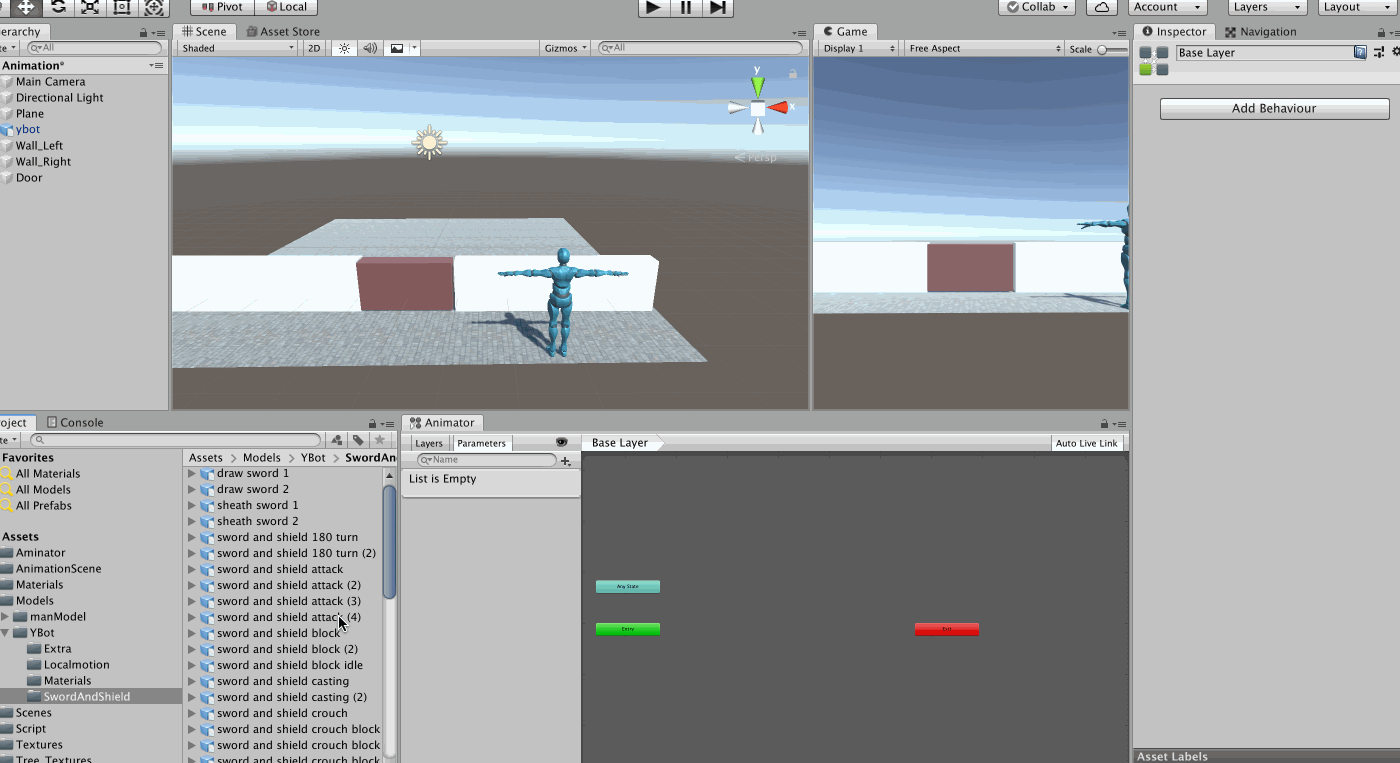 Pivot Local Collab Account Layers Layout
erarchy
te All
Animation*
Main Camera
Directional Light
Plane
ybot
Wall_Left
Wall_Right
Door
Scene Asset Store
Shaded 2D Gizmos All
y
x
Persp
Game
Display 1 Free Aspect Scale
Inspector Navigation
Base Layer
Add Behaviour
oject Console
te
Favorites
All Materials
All Models
All Prefabs
Assets
Aminator
AnimationScene
Materials
Models
manModel
YBot
Extra
Localmotion
Materials
SwordAndShield
Scenes
Script
Textures
Tree_Textures
Assets > Models > YBot > SwordAn
draw sword 1
draw sword 2
sheath sword 1
sheath sword 2
sword and shield 180 turn
sword and shield 180 turn (2)
sword and shield attack
sword and shield attack (2)
sword and shield attack (3)
sword and shield attack (4)
sword and shield block
sword and shield block (2)
sword and shield block idle
sword and shield casting
sword and shield casting (2)
sword and shield crouch
sword and shield crouch block
sword and shield crouch block
sword and shield crouch block
Animator
Layers Parameters Base Layer Auto Live Link
Name
List is Empty
Any State
Entry
Exit
Asset Labels